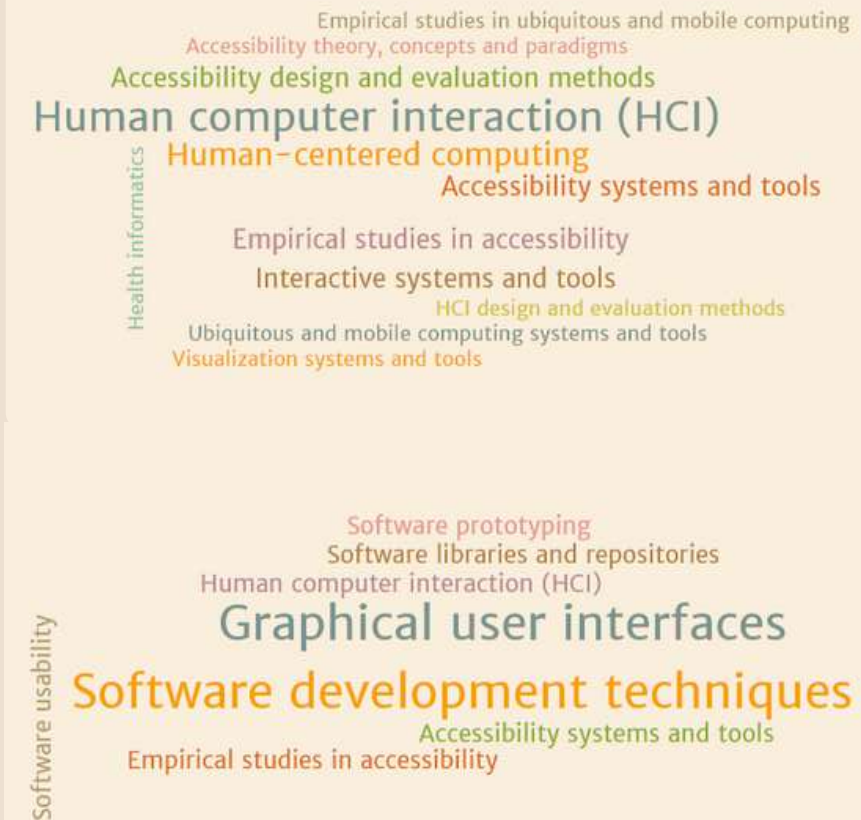 Empirical studies in ubiquitous and mobile computing
Accessibility theory, concepts and paradigms
Accessibility design and evaluation methods
Human computer interaction (HCI)
Human-centered computing
Accessibility systems and tools
Health informatics
Empirical studies in accessibility
Interactive systems and tools
HCI design and evaluation methods
Ubiquitous and mobile computing systems and tools
Visualization systems and tools
Software prototyping
Software libraries and repositories
Human computer interaction (HCI)
Graphical user interfaces
Software usability
Software development techniques
Accessibility systems and tools
Empirical studies in accessibility